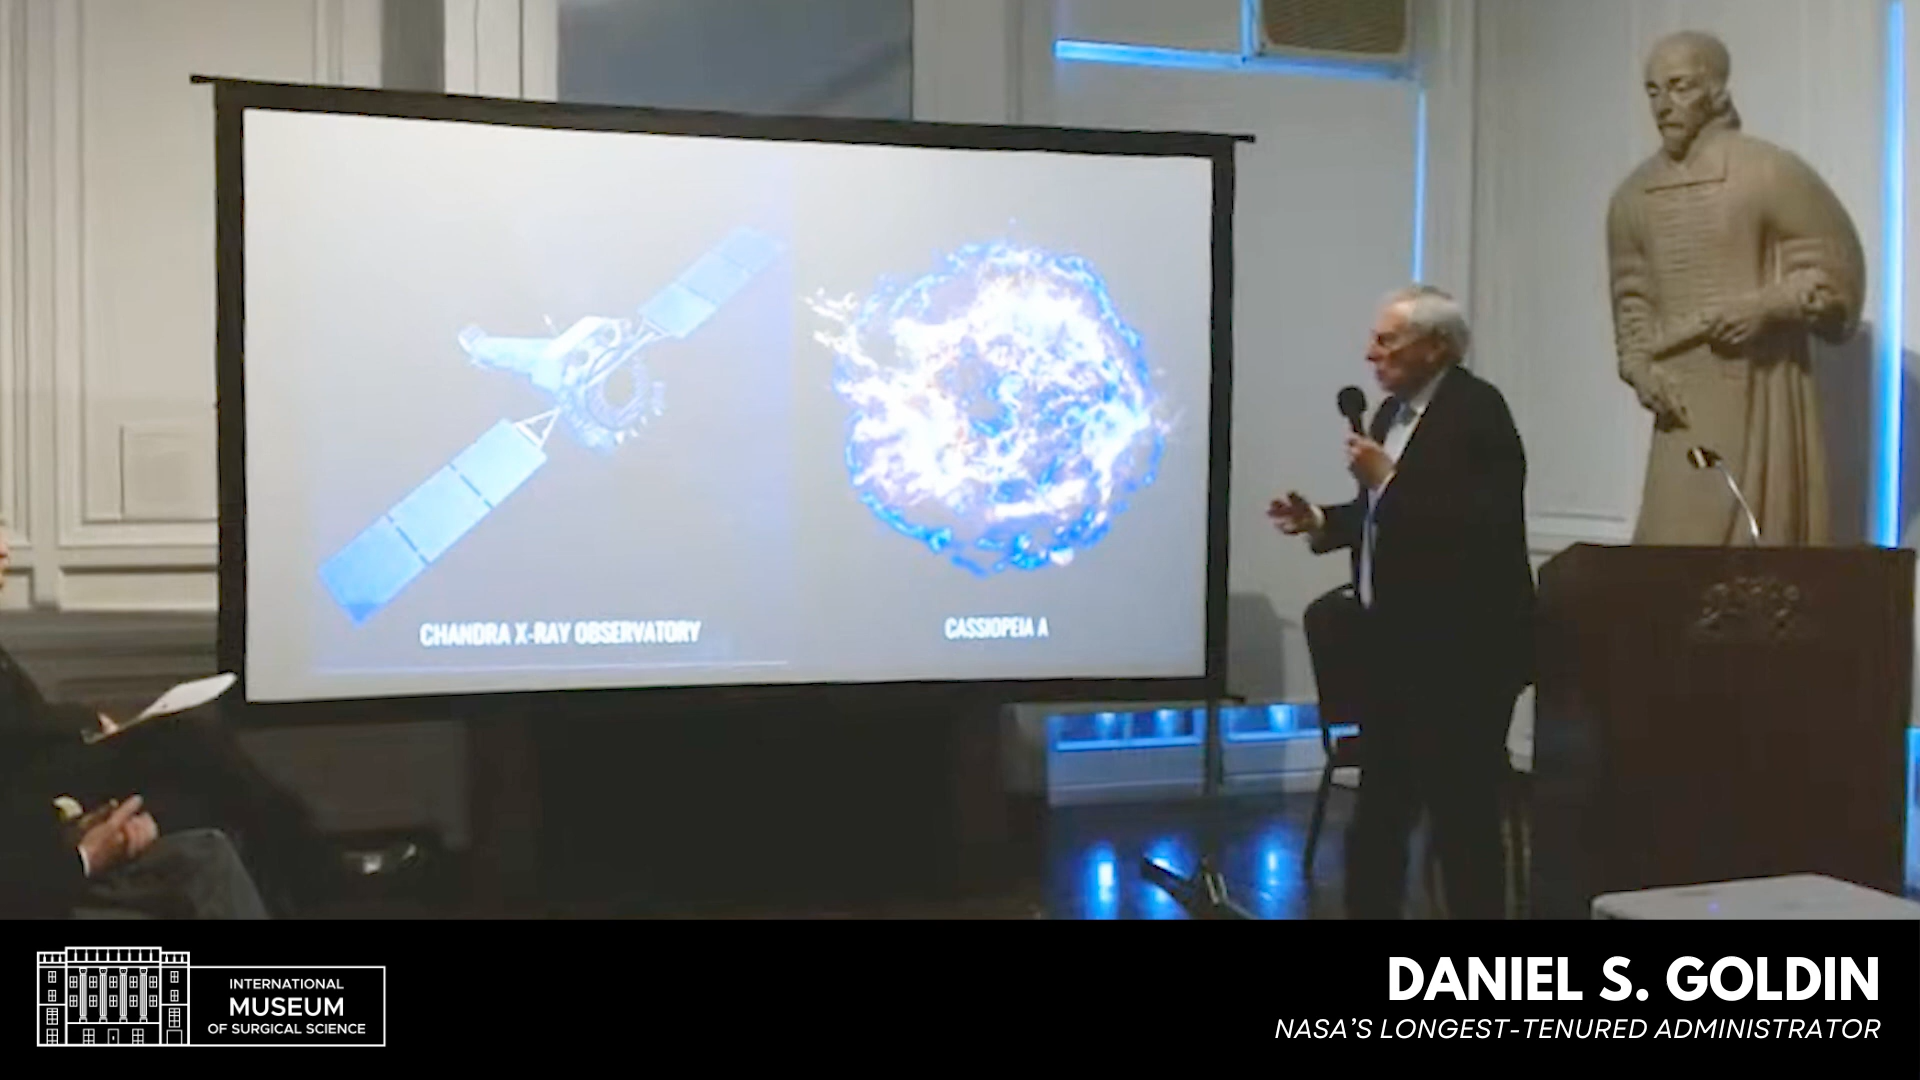 CHANDRA X-RAY OBSERVATORY
CASSIOPEIA A
INTERNATIONAL
MUSEUM
OF SURGICAL SCIENCE
DANIEL S. GOLDIN
NASA'S LONGEST-TENURED ADMINISTRATOR